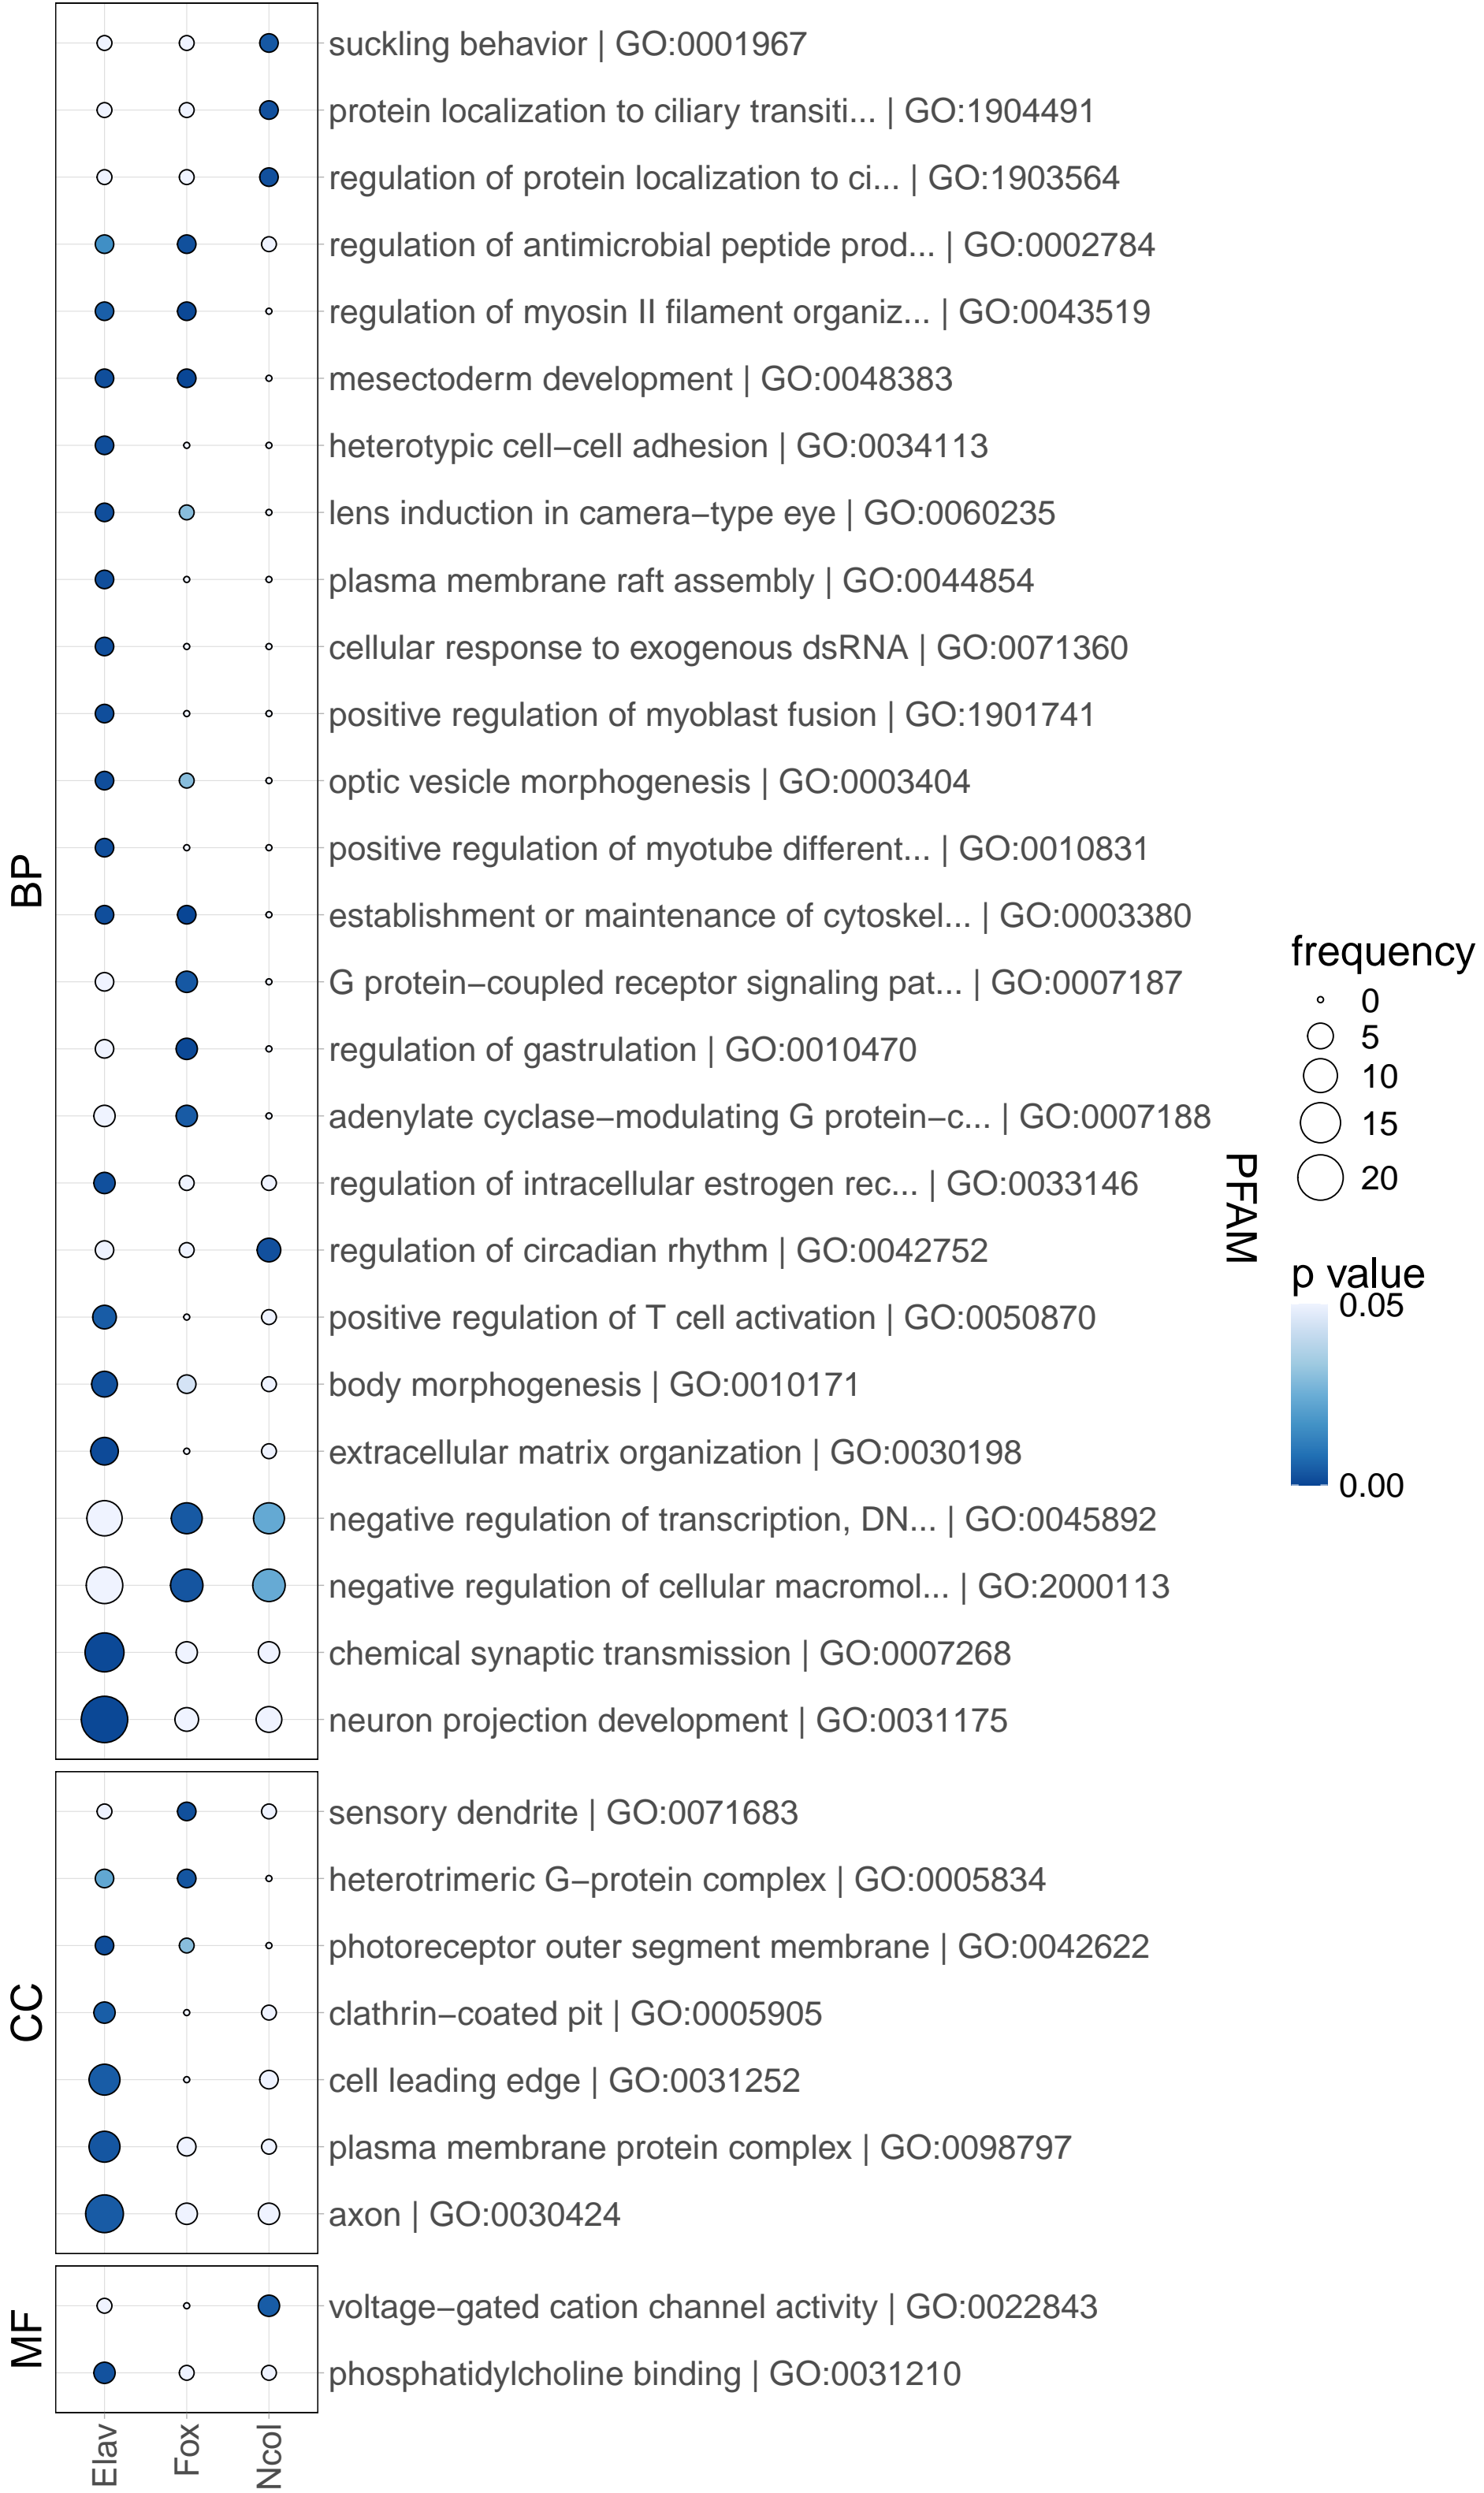 BP
suckling behavior | GO:0001967
protein localization to ciliary transiti... | GO:1904491
regulation of protein localization to ci... | GO:1903564
regulation of antimicrobial peptide prod... | GO:0002784
regulation of myosin II filament organiz... | GO:0043519
mesectoderm development | GO:0048383
heterotypic cell−cell adhesion | GO:0034113
lens induction in camera−type eye | GO:0060235
plasma membrane raft assembly | GO:0044854
cellular response to exogenous dsRNA | GO:0071360
positive regulation of myoblast fusion | GO:1901741
optic vesicle morphogenesis | GO:0003404
positive regulation of myotube different... | GO:0010831
establishment or maintenance of cytoskel... | GO:0003380
G protein−coupled receptor signaling pat... | GO:0007187
regulation of gastrulation | GO:0010470
adenylate cyclase−modulating G protein−c... | GO:0007188
regulation of intracellular estrogen rec... | GO:0033146
regulation of circadian rhythm | GO:0042752
positive regulation of T cell activation | GO:0050870
body morphogenesis | GO:0010171
extracellular matrix organization | GO:0030198
negative regulation of transcription, DN... | GO:0045892
negative regulation of cellular macromol... | GO:2000113
chemical synaptic transmission | GO:0007268
neuron projection development | GO:0031175
CC
sensory dendrite | GO:0071683
heterotrimeric G−protein complex | GO:0005834
photoreceptor outer segment membrane | GO:0042622
clathrin−coated pit | GO:0005905
cell leading edge | GO:0031252
plasma membrane protein complex | GO:0098797
axon | GO:0030424
MF
voltage−gated cation channel activity | GO:0022843
phosphatidylcholine binding | GO:0031210
Elav
Fox
Ncol
PFAM
frequency
0
5
10
15
20
p value
0.05
0.00